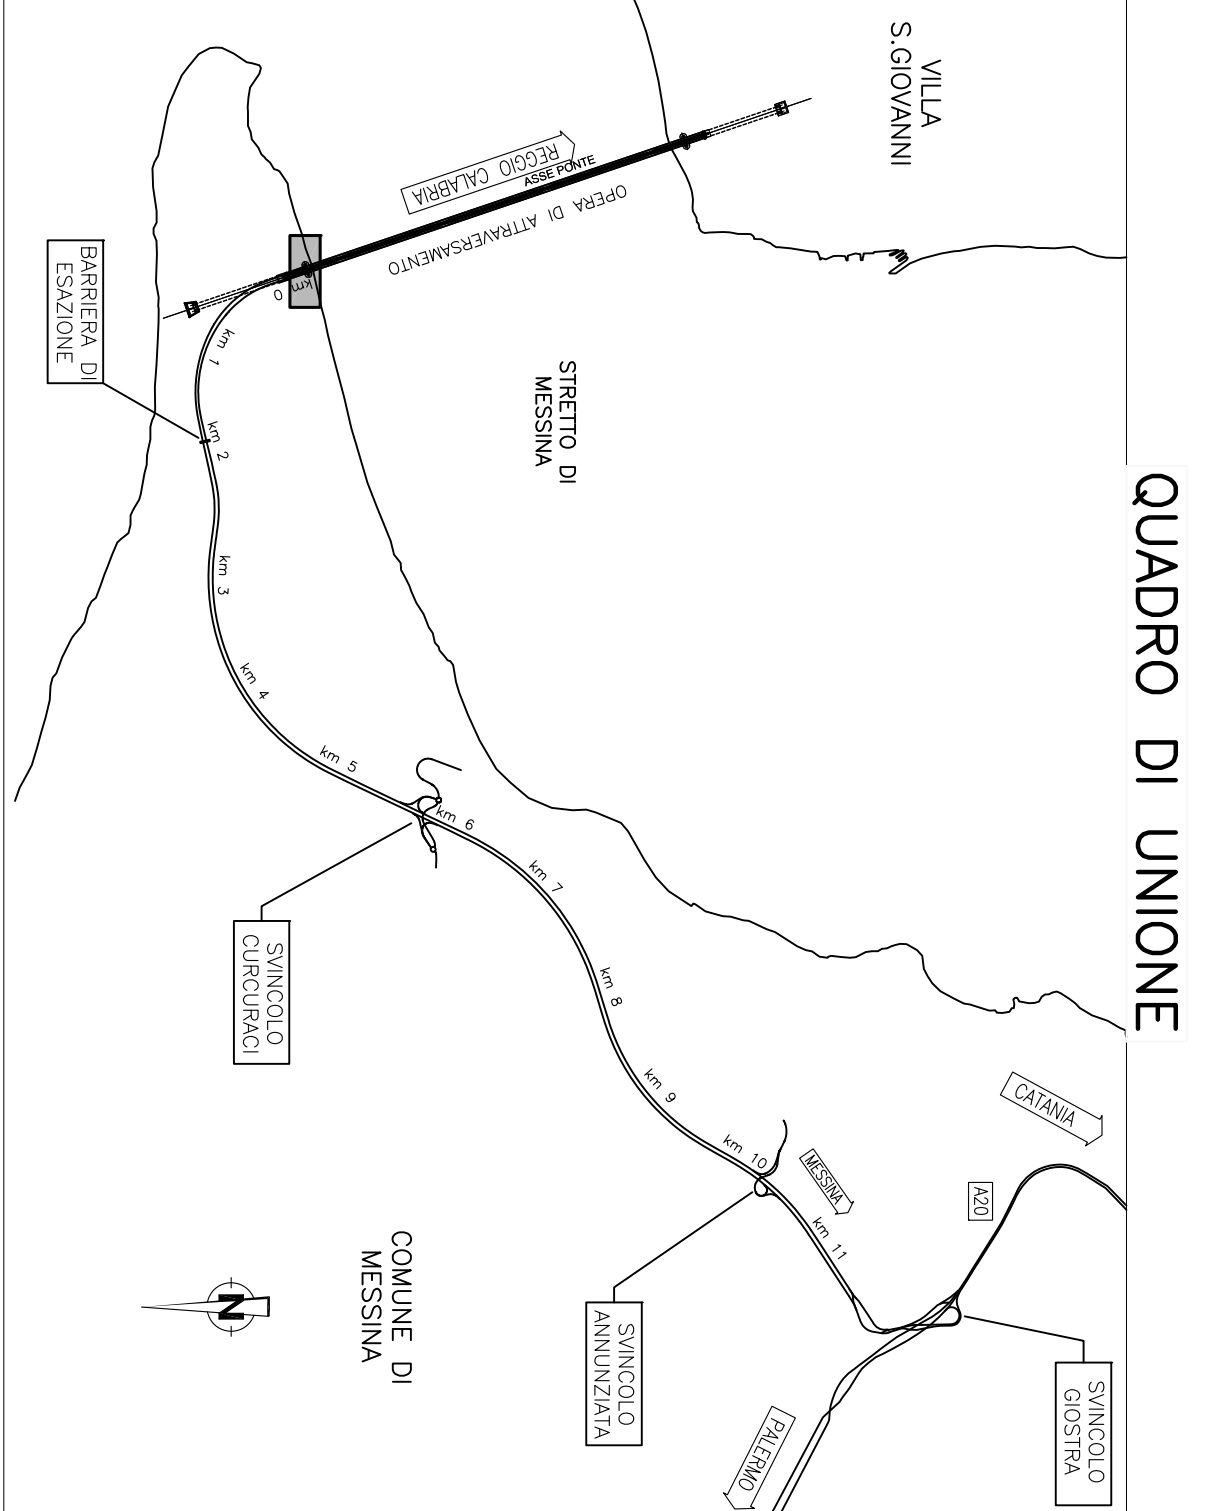 QUADRO DI UNIONE
VILLA
S.GIOVANNI
REGGIO CALABRIA
ASSE PONTE
OPERA DI ATTRAVERSAMENTO
STRETTO DI
MESSINA
BARRIERA DI
ESAZIONE
km 0
km 1
km 2
km 3
km 4
km 5
km 6
km 7
km 8
km 9
km 10
km 11
SVINCOLO
CURCURACI
SVINCOLO
ANNUNZIATA
SVINCOLO
GIOSTRA
CATANIA
MESSINA
A20
PALERMO
COMUNE DI
MESSINA
N